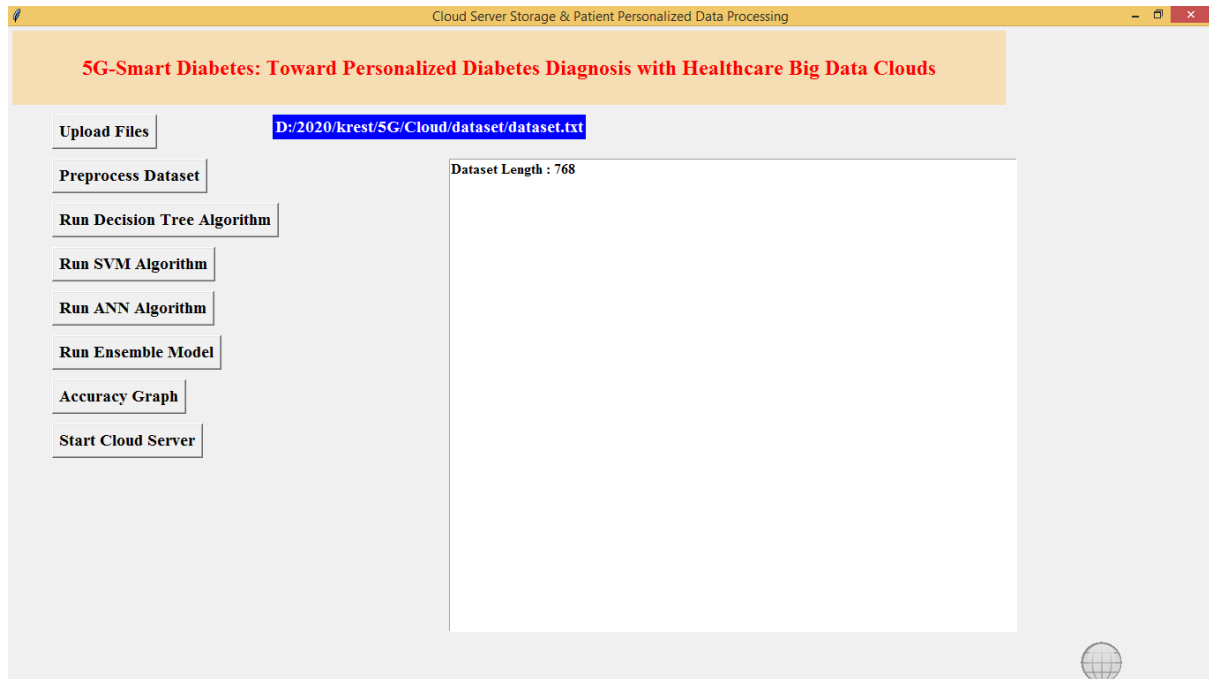 Cloud Server Storage & Patient Personalized Data Processing
5G-Smart Diabetes: Toward Personalized Diabetes Diagnosis with Healthcare Big Data Clouds
Upload Files
D:/2020/krest/5G/Cloud/dataset/dataset.txt
Preprocess Dataset
Dataset Length : 768
Run Decision Tree Algorithm
Run SVM Algorithm
Run ANN Algorithm
Run Ensemble Model
Accuracy Graph
Start Cloud Server